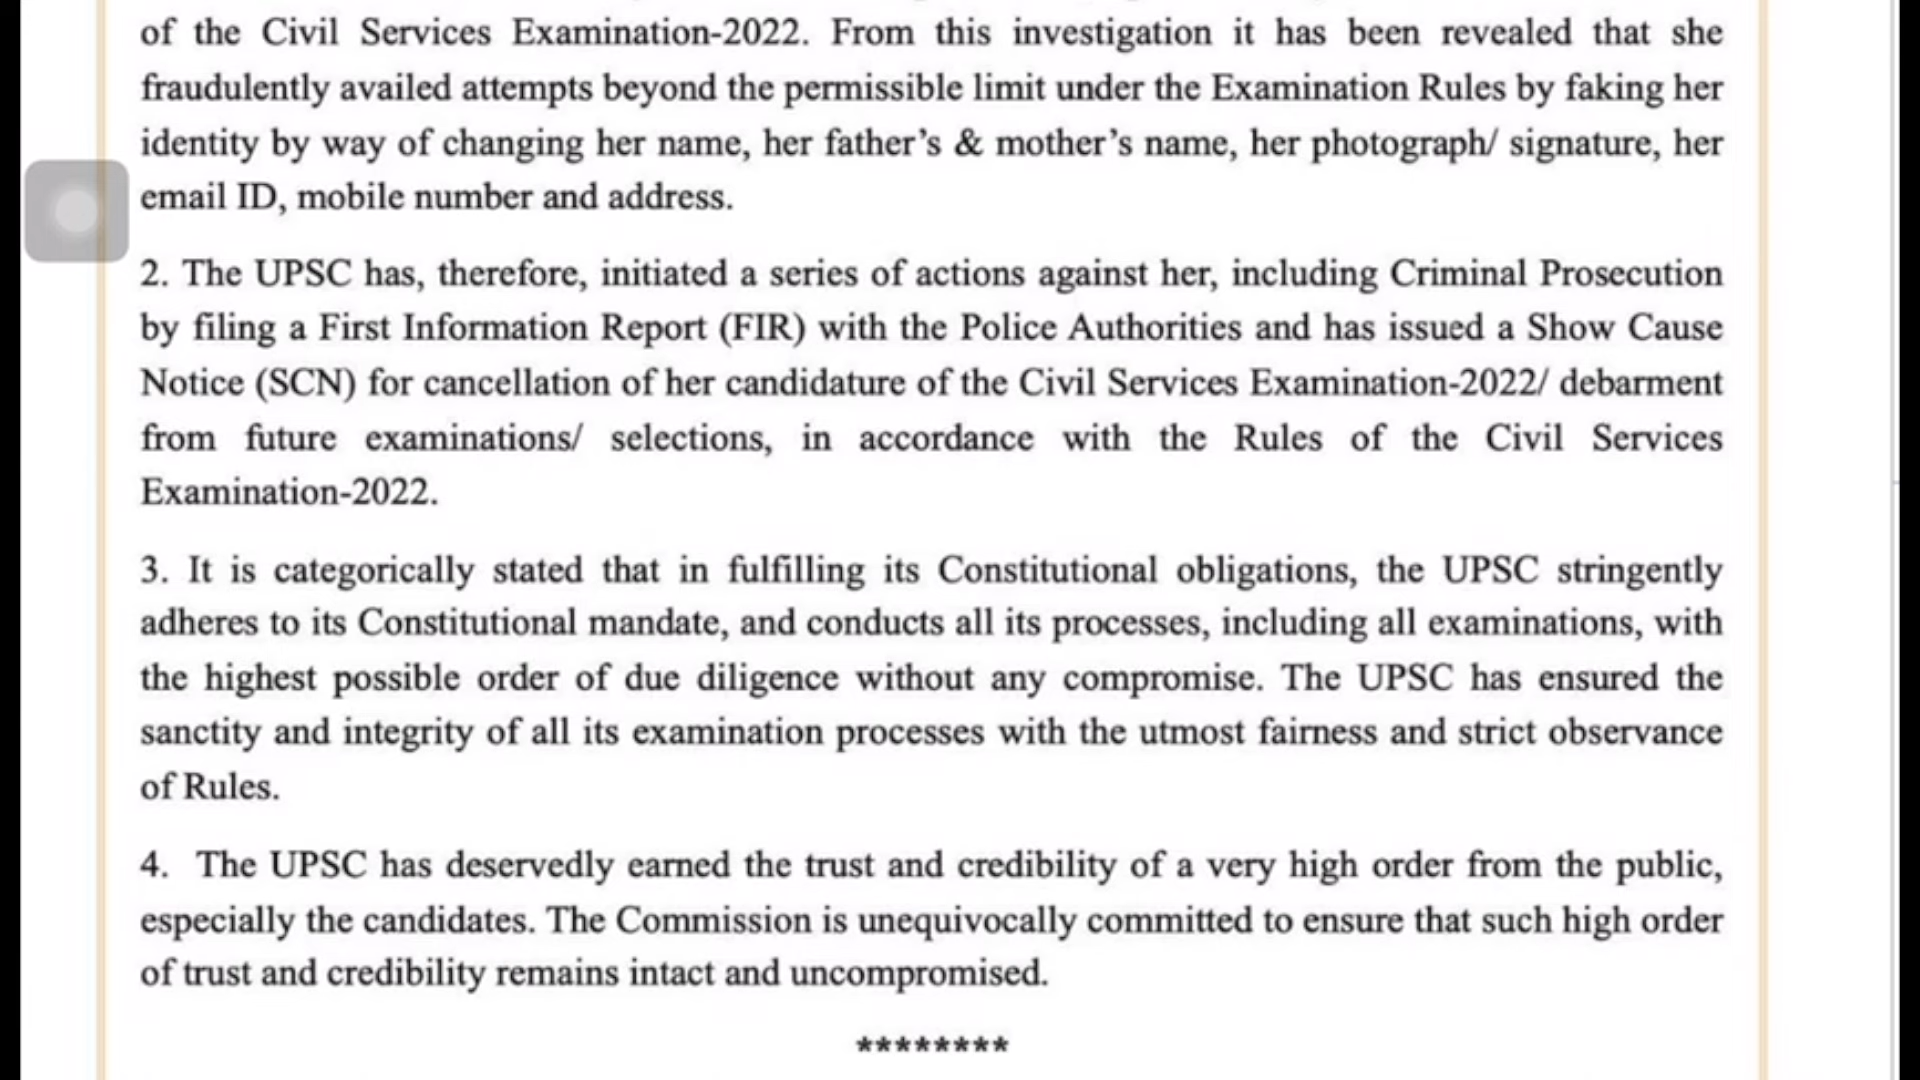 of the Civil Services Examination-2022. From this investigation it has been revealed that she
fraudulently availed attempts beyond the permissible limit under the Examination Rules by faking her
identity by way of changing her name, her father’s & mother’s name, her photograph/ signature, her
email ID, mobile number and address.
2. The UPSC has, therefore, initiated a series of actions against her, including Criminal Prosecution
by filing a First Information Report (FIR) with the Police Authorities and has issued a Show Cause
Notice (SCN) for cancellation of her candidature of the Civil Services Examination-2022/ debarment
from future examinations/ selections, in accordance with the Rules of the Civil Services
Examination-2022.
3. It is categorically stated that in fulfilling its Constitutional obligations, the UPSC stringently
adheres to its Constitutional mandate, and conducts all its processes, including all examinations, with
the highest possible order of due diligence without any compromise. The UPSC has ensured the
sanctity and integrity of all its examination processes with the utmost fairness and strict observance
of Rules.
4. The UPSC has deservedly earned the trust and credibility of a very high order from the public,
especially the candidates. The Commission is unequivocally committed to ensure that such high order
of trust and credibility remains intact and uncompromised.
********